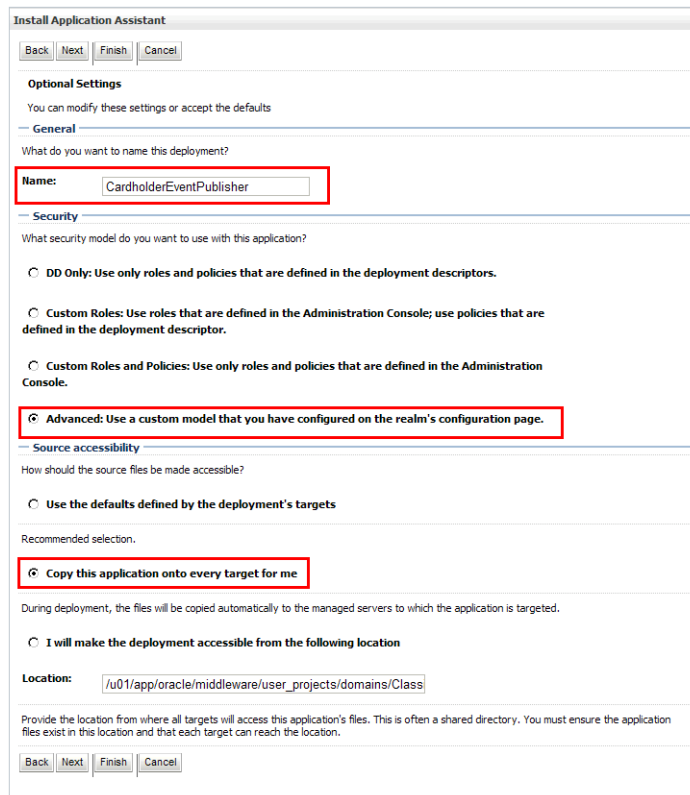 Install Application Assistant
Back Next Finish Cancel
Optional Settings
You can modify these settings or accept the defaults
General
What do you want to name this deployment?
Name: CardholderEventPublisher
Security
What security model do you want to use with this application?
DD Only: Use only roles and policies that are defined in the deployment descriptors.
Custom Roles: Use roles that are defined in the Administration Console; use policies that are
defined in the deployment descriptor.
Custom Roles and Policies: Use only roles and policies that are defined in the Administration
Console.
Advanced: Use a custom model that you have configured on the realm's configuration page.
Source accessibility
How should the source files be made accessible?
Use the defaults defined by the deployment's targets
Recommended selection.
Copy this application onto every target for me
During deployment, the files will be copied automatically to the managed servers to which the application is targeted.
I will make the deployment accessible from the following location
Location: /u01/app/oracle/middleware/user_projects/domains/Class
Provide the location from where all targets will access this application's files. This is often a shared directory. You must ensure the application
files exist in this location and that each target can reach the location.
Back Next Finish Cancel